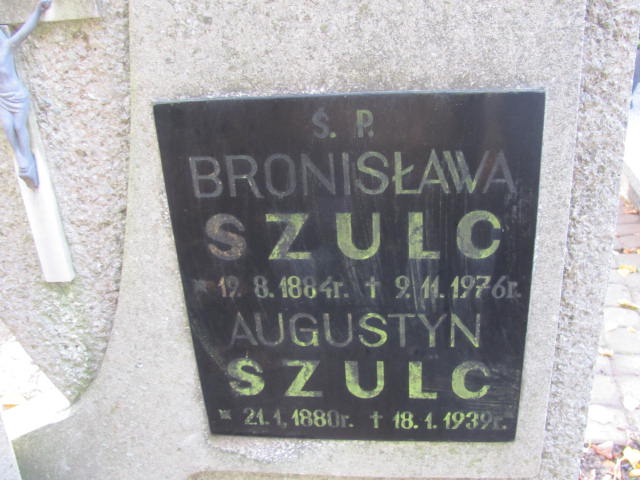 Ś. P.
BRONISŁAWA
SZULC
* 19. 8. 1884r. † 9. 11. 1976r.
AUGUSTYN
SZULC
* 21. 1. 1880r. † 18. 1. 1939r.